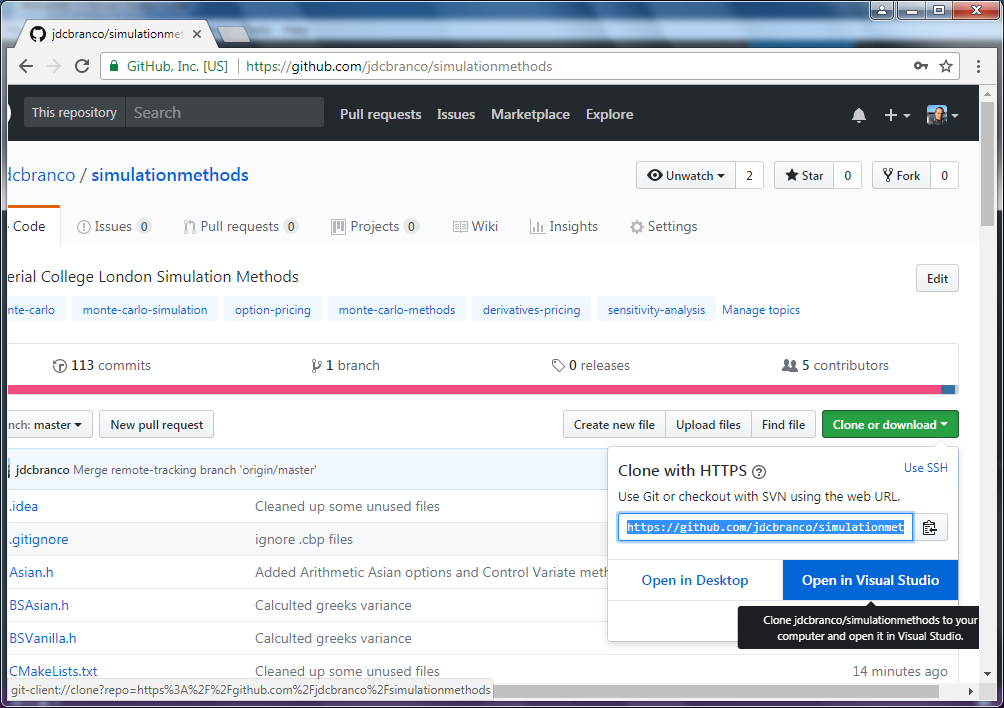 jdcbranco/simulationmet
GitHub, Inc. [US] https://github.com/jdcbranco/simulationmethods
This repository Search Pull requests Issues Marketplace Explore
jdcbranco / simulationmethods Unwatch 2 Star 0 Fork 0
Code Issues 0 Pull requests 0 Projects 0 Wiki Insights Settings
erial College London Simulation Methods Edit
nte-carlo monte-carlo-simulation option-pricing monte-carlo-methods derivatives-pricing sensitivity-analysis Manage topics
113 commits 1 branch 0 releases 5 contributors
nch: master New pull request Create new file Upload files Find file Clone or download
jdcbranco Merge remote-tracking branch 'origin/master'
Clone with HTTPS ? Use SSH
Use Git or checkout with SVN using the web URL.
https://github.com/jdcbranco/simulationmet
Open in Desktop Open in Visual Studio
Clone jdcbranco/simulationmethods to your
computer and open it in Visual Studio.
.idea Cleaned up some unused files
.gitignore ignore .cbp files
Asian.h Added Arithmetic Asian options and Control Variate meth
BSAsian.h Calculted greeks variance
BSVanilla.h Calculted greeks variance
CMakeLists.txt Cleaned up some unused files 14 minutes ago
git-client://clone?repo=https%3A%2F%2Fgithub.com%2Fjdcbranco%2Fsimulationmethods